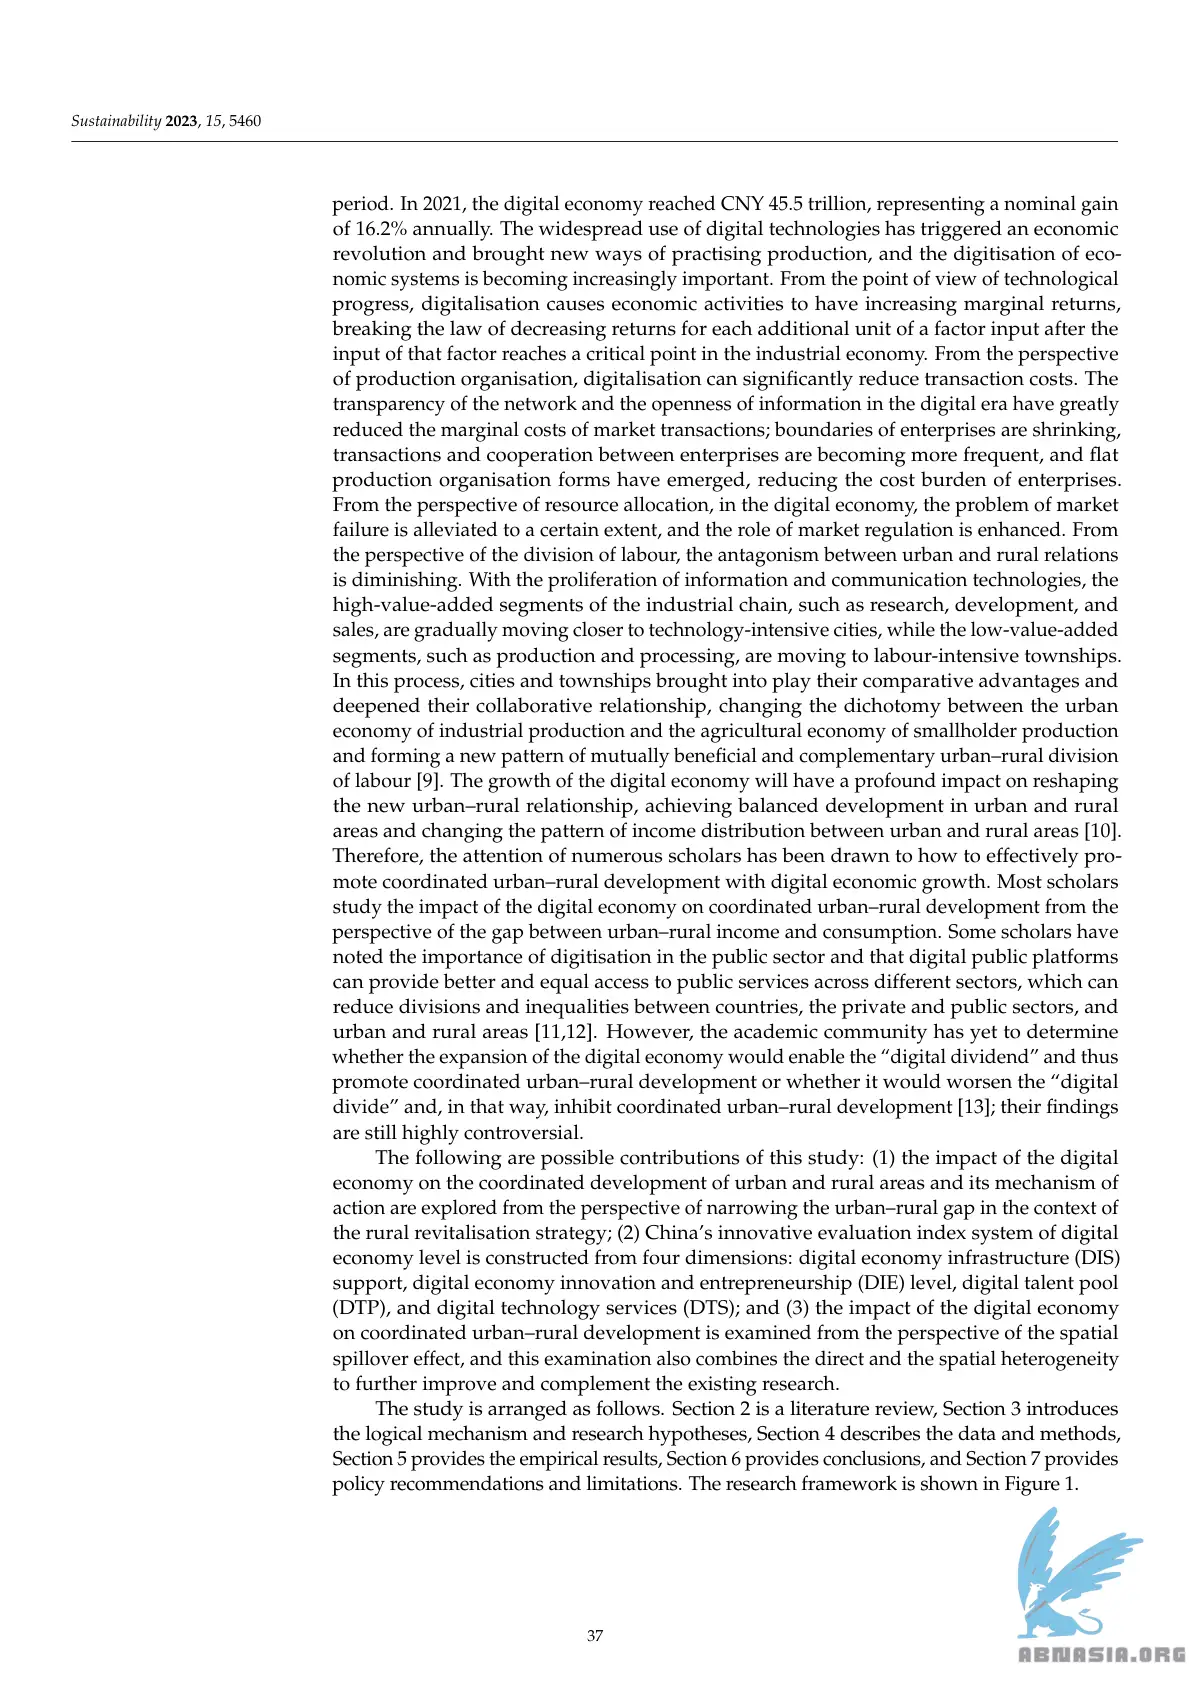 Sustainability 2023, 15, 5460
period. In 2021, the digital economy reached CNY 45.5 trillion, representing a nominal gain
of 16.2% annually. The widespread use of digital technologies has triggered an economic
revolution and brought new ways of practising production, and the digitisation of eco-
nomic systems is becoming increasingly important. From the point of view of technological
progress, digitalisation causes economic activities to have increasing marginal returns,
breaking the law of decreasing returns for each additional unit of a factor input after the
input of that factor reaches a critical point in the industrial economy. From the perspective
of production organisation, digitalisation can significantly reduce transaction costs. The
transparency of the network and the openness of information in the digital era have greatly
reduced the marginal costs of market transactions; boundaries of enterprises are shrinking,
transactions and cooperation between enterprises are becoming more frequent, and flat
production organisation forms have emerged, reducing the cost burden of enterprises.
From the perspective of resource allocation, in the digital economy, the problem of market
failure is alleviated to a certain extent, and the role of market regulation is enhanced. From
the perspective of the division of labour, the antagonism between urban and rural relations
is diminishing. With the proliferation of information and communication technologies, the
high-value-added segments of the industrial chain, such as research, development, and
sales, are gradually moving closer to technology-intensive cities, while the low-value-added
segments, such as production and processing, are moving to labour-intensive townships.
In this process, cities and townships brought into play their comparative advantages and
deepened their collaborative relationship, changing the dichotomy between the urban
economy of industrial production and the agricultural economy of smallholder production
and forming a new pattern of mutually beneficial and complementary urban–rural division
of labour [9]. The growth of the digital economy will have a profound impact on reshaping
the new urban–rural relationship, achieving balanced development in urban and rural
areas and changing the pattern of income distribution between urban and rural areas [10].
Therefore, the attention of numerous scholars has been drawn to how to effectively pro-
mote coordinated urban–rural development with digital economic growth. Most scholars
study the impact of the digital economy on coordinated urban–rural development from the
perspective of the gap between urban–rural income and consumption. Some scholars have
noted the importance of digitisation in the public sector and that digital public platforms
can provide better and equal access to public services across different sectors, which can
reduce divisions and inequalities between countries, the private and public sectors, and
urban and rural areas [11,12]. However, the academic community has yet to determine
whether the expansion of the digital economy would enable the “digital dividend” and thus
promote coordinated urban–rural development or whether it would worsen the “digital
divide” and, in that way, inhibit coordinated urban–rural development [13]; their findings
are still highly controversial.
The following are possible contributions of this study: (1) the impact of the digital
economy on the coordinated development of urban and rural areas and its mechanism of
action are explored from the perspective of narrowing the urban–rural gap in the context of
the rural revitalisation strategy; (2) China’s innovative evaluation index system of digital
economy level is constructed from four dimensions: digital economy infrastructure (DIS)
support, digital economy innovation and entrepreneurship (DIE) level, digital talent pool
(DTP), and digital technology services (DTS); and (3) the impact of the digital economy
on coordinated urban–rural development is examined from the perspective of the spatial
spillover effect, and this examination also combines the direct and the spatial heterogeneity
to further improve and complement the existing research.
The study is arranged as follows. Section 2 is a literature review, Section 3 introduces
the logical mechanism and research hypotheses, Section 4 describes the data and methods,
Section 5 provides the empirical results, Section 6 provides conclusions, and Section 7 provides
policy recommendations and limitations. The research framework is shown in Figure 1.
37
ABNASIA.ORG